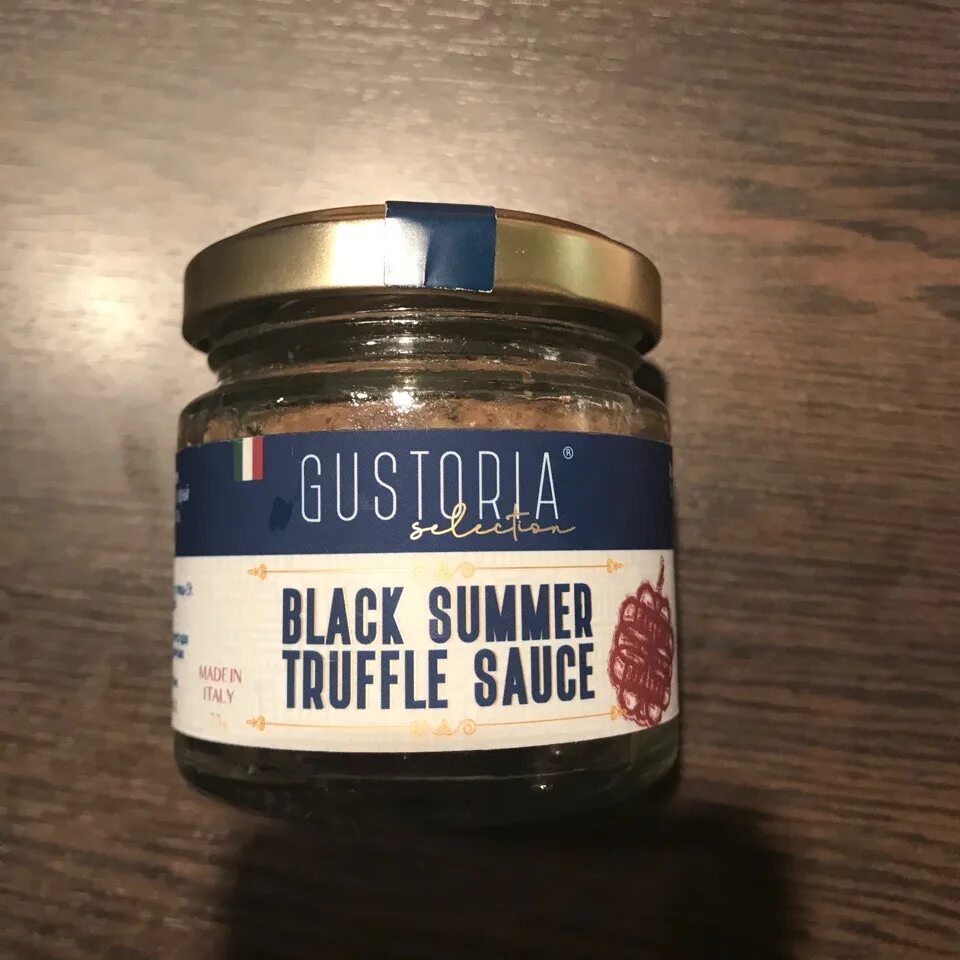 GUSTORIA®
selection
BLACK SUMMER
TRUFFLE SAUCE
MADE IN
ITALY